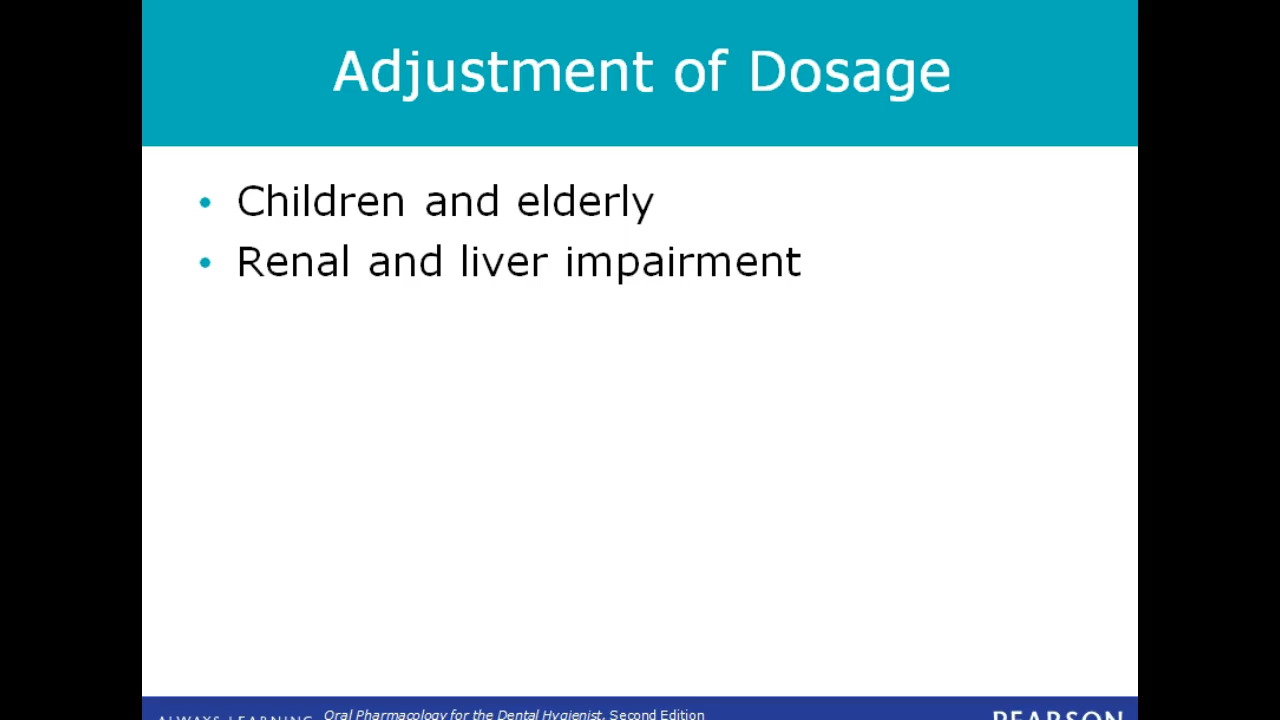 Adjustment of Dosage
• Children and elderly
• Renal and liver impairment
ALWAYS LEARNING Oral Pharmacology for the Dental Hygienist, Second Edition PEARSON